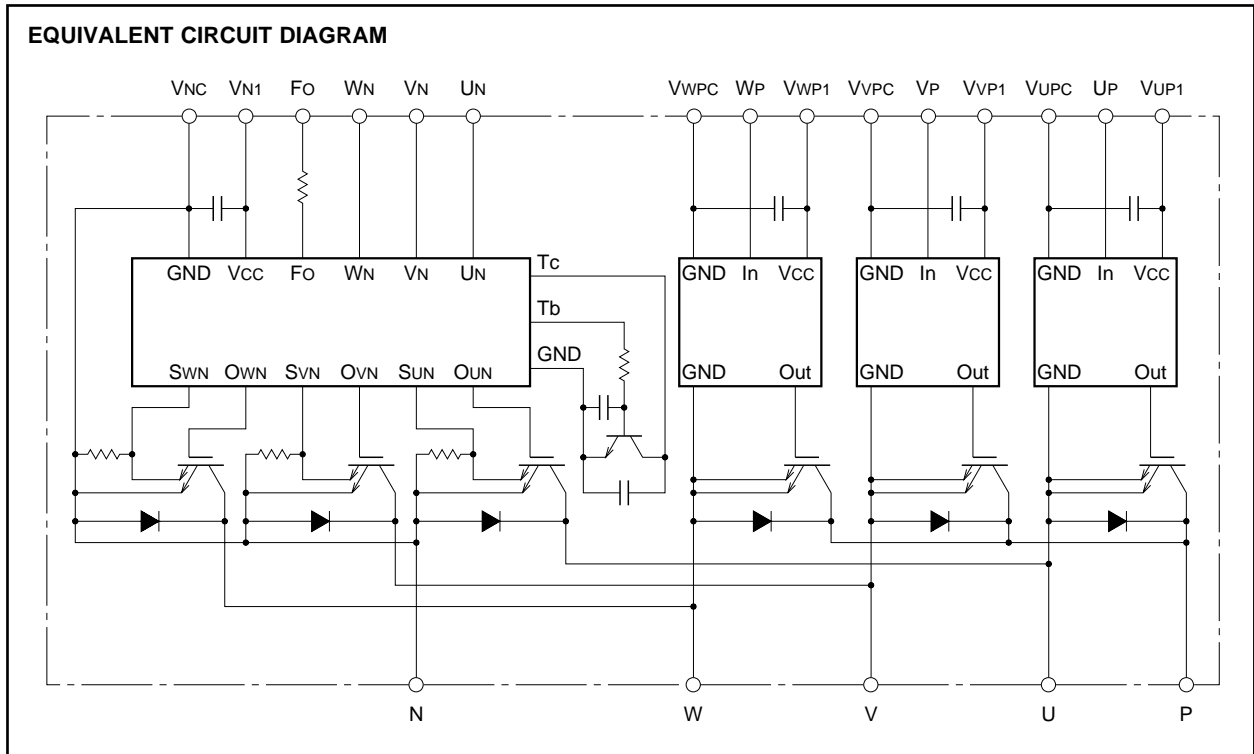 EQUIVALENT CIRCUIT DIAGRAM
VNC VN1 FO WN VN UN VWPC WP VWP1 VVPC VP VVP1 VUPC UP VUP1
GND VCC FO WN VN UN
Tc
Tb
GND
SWN OWN SVN OVN SUN OUN
GND In VCC
GND Out
GND In VCC
GND Out
GND In VCC
GND Out
N W V U P